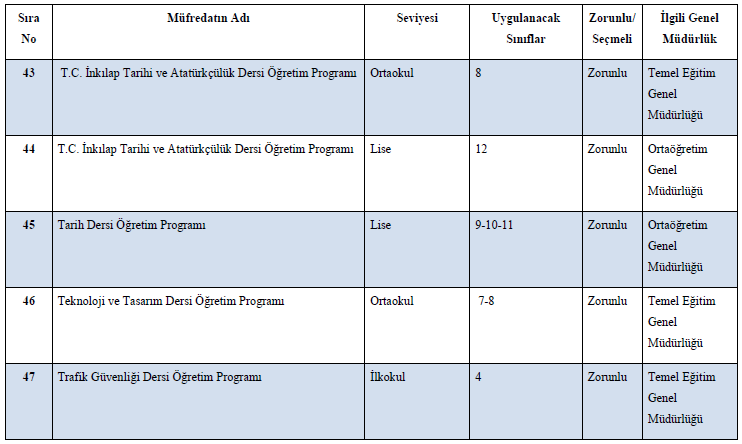 Sıra No Müfredatın Adı Seviyesi Uygulanacak Sınıflar Zorunlu/ Seçmeli İlgili Genel Müdürlük
43 T.C. İnkılap Tarihi ve Atatürkçülük Dersi Öğretim Programı Ortaokul 8 Zorunlu Temel Eğitim
Genel
Müdürlüğü
44 T.C. İnkılap Tarihi ve Atatürkçülük Dersi Öğretim Programı Lise 12 Zorunlu Ortaöğretim
Genel
Müdürlüğü
45 Tarih Dersi Öğretim Programı Lise 9-10-11 Zorunlu Ortaöğretim
Genel
Müdürlüğü
46 Teknoloji ve Tasarım Dersi Öğretim Programı Ortaokul 7-8 Zorunlu Temel Eğitim
Genel
Müdürlüğü
47 Trafik Güvenliği Dersi Öğretim Programı İlkokul 4 Zorunlu Temel Eğitim
Genel
Müdürlüğü